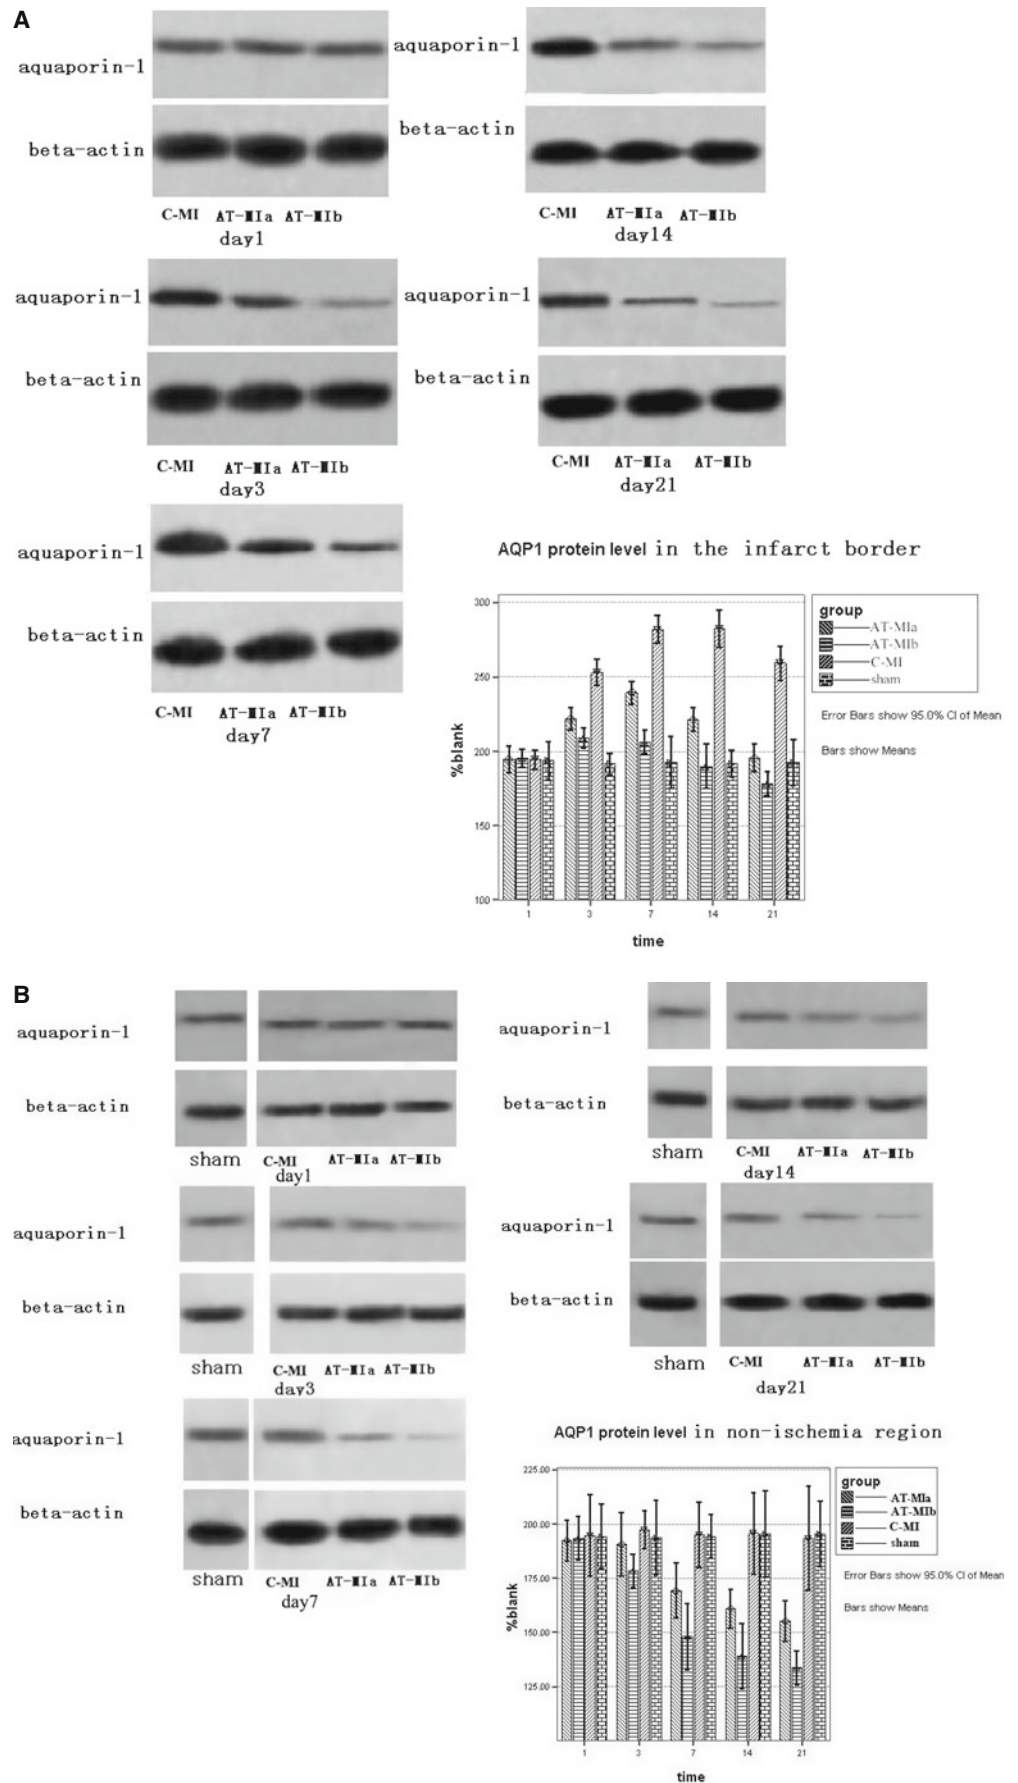 A
aquaporin-1
beta-actin
C-MI AT-MIa AT-MIb
day1
aquaporin-1
beta-actin
C-MI AT-MIa AT-MIb
day14
aquaporin-1
beta-actin
C-MI AT-MIa AT-MIb
day3
aquaporin-1
beta-actin
C-MI AT-MIa AT-MIb
day21
aquaporin-1
beta-actin
C-MI AT-MIa AT-MIb
day7
AQP1 protein level in the infarct border
300
250
200
150
100
%blank
1 3 7 14 21
time
group
AT-MIa
AT-MIb
C-MI
sham
Error Bars show 95.0% CI of Mean
Bars show Means
B
aquaporin-1
beta-actin
sham C-MI AT-MIa AT-MIb
day1
aquaporin-1
beta-actin
sham C-MI AT-MIa AT-MIb
day14
aquaporin-1
beta-actin
sham C-MI AT-MIa AT-MIb
day3
aquaporin-1
beta-actin
sham C-MI AT-MIa AT-MIb
day21
aquaporin-1
beta-actin
sham C-MI AT-MIa AT-MIb
day7
AQP1 protein level in non-ischemia region
225.00
200.00
175.00
150.00
125.00
%blank
1 3 7 14 21
time
group
AT-MIa
AT-MIb
C-MI
sham
Error Bars show 95.0% CI of Mean
Bars show Means